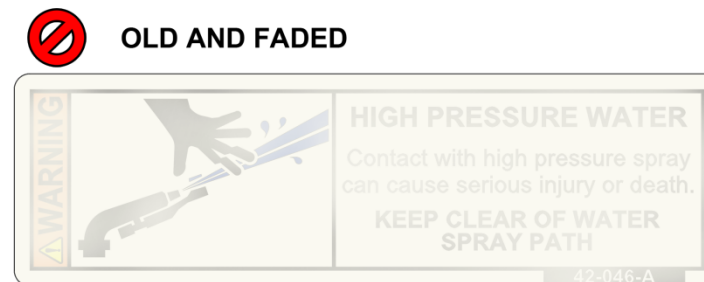 OLD AND FADED
WARNING
HIGH PRESSURE WATER
Contact with high pressure spray
can cause serious injury or death.
KEEP CLEAR OF WATER
SPRAY PATH
42-046-A